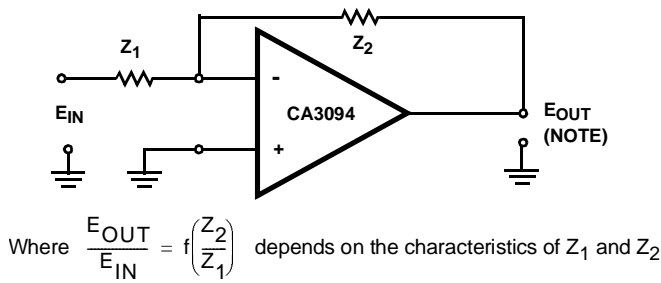 Z1
Z2
EIN
-
CA3094
+
EOUT
(NOTE)
Where EOUT/EIN = f(Z2/Z1) depends on the characteristics of Z1 and Z2